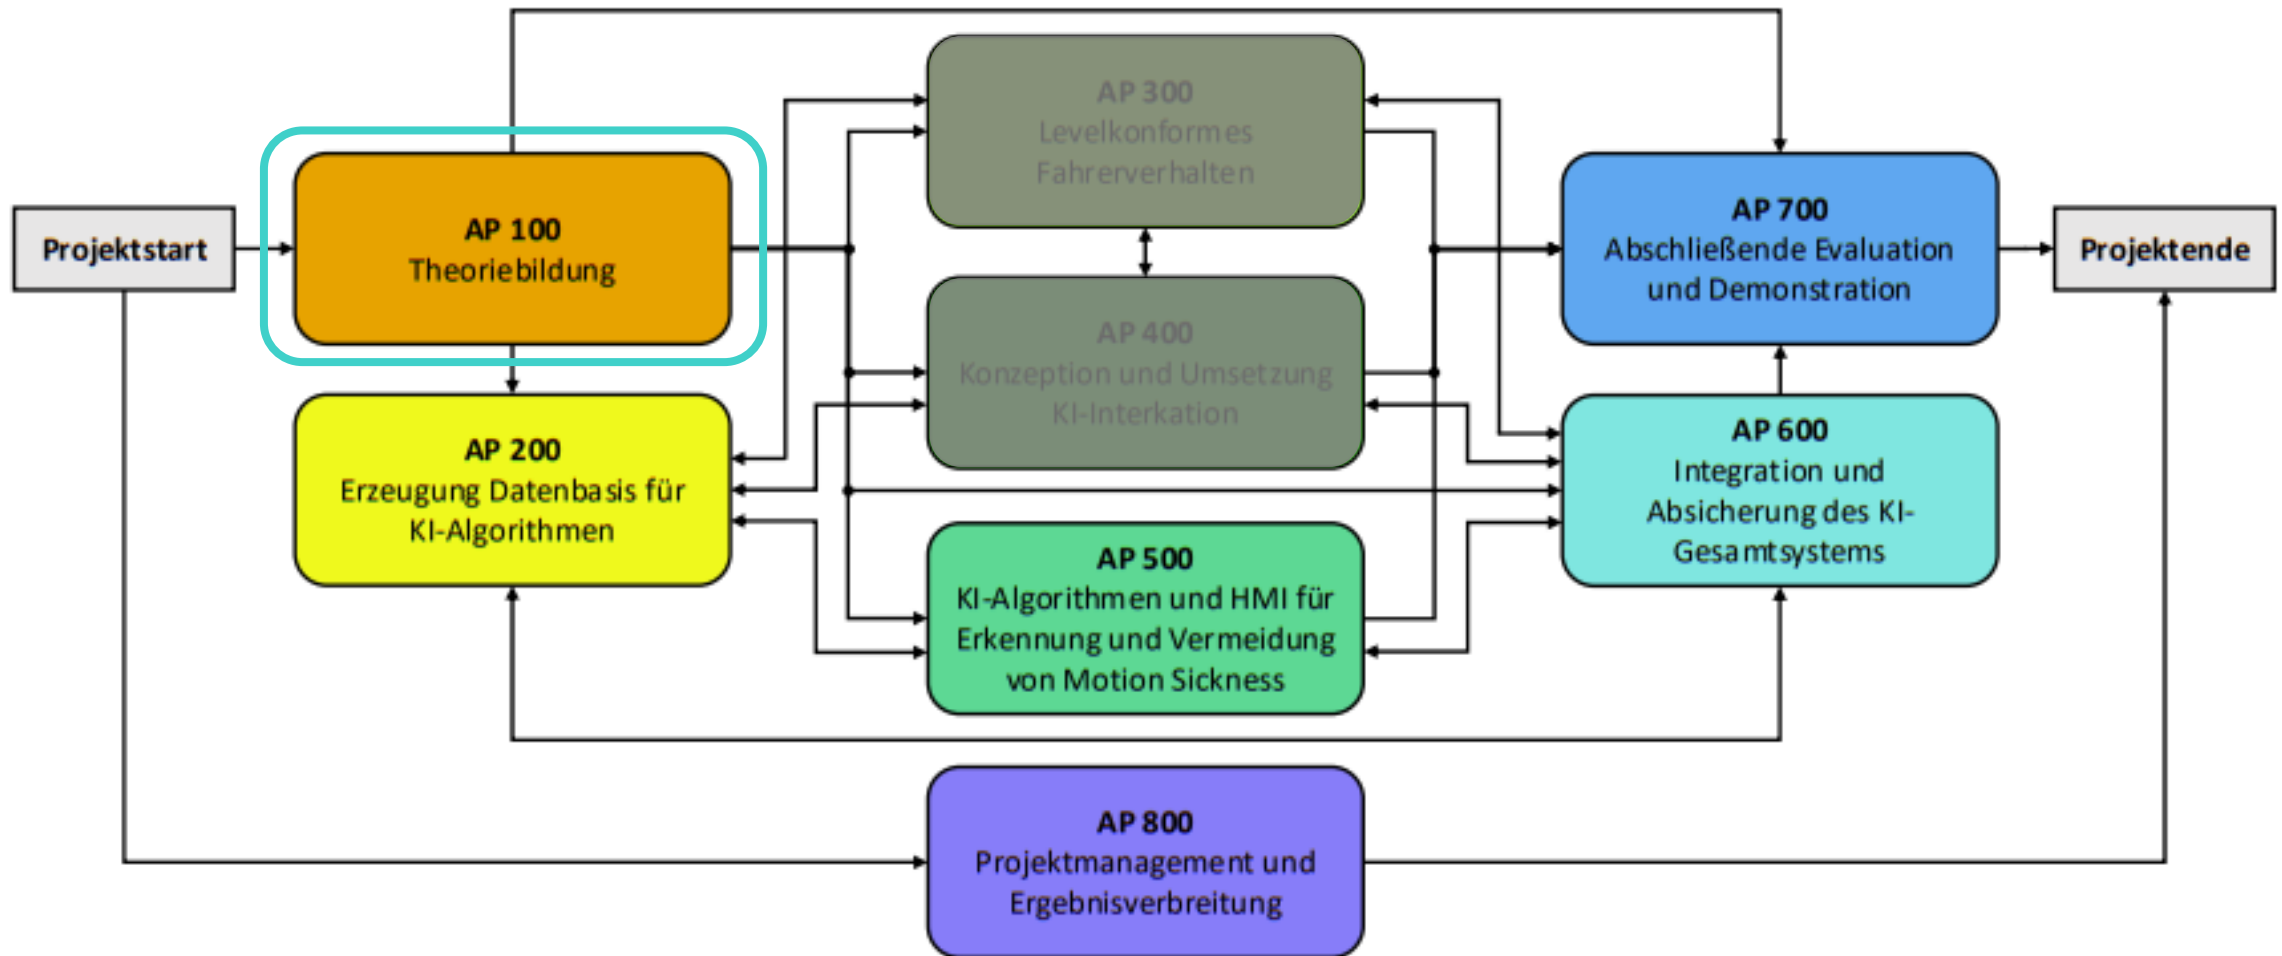 Projektstart
AP 100
Theoriebildung
AP 200
Erzeugung Datenbasis für
KI-Algorithmen
AP 300
Levelkonformes
Fahrerverhalten
AP 400
Konzeption und Umsetzung
KI-Interkation
AP 500
KI-Algorithmen und HMI für
Erkennung und Vermeidung
von Motion Sickness
AP 600
Integration und
Absicherung des KI-
Gesamtsystems
AP 700
Abschließende Evaluation
und Demonstration
Projektende
AP 800
Projektmanagement und
Ergebnisverbreitung